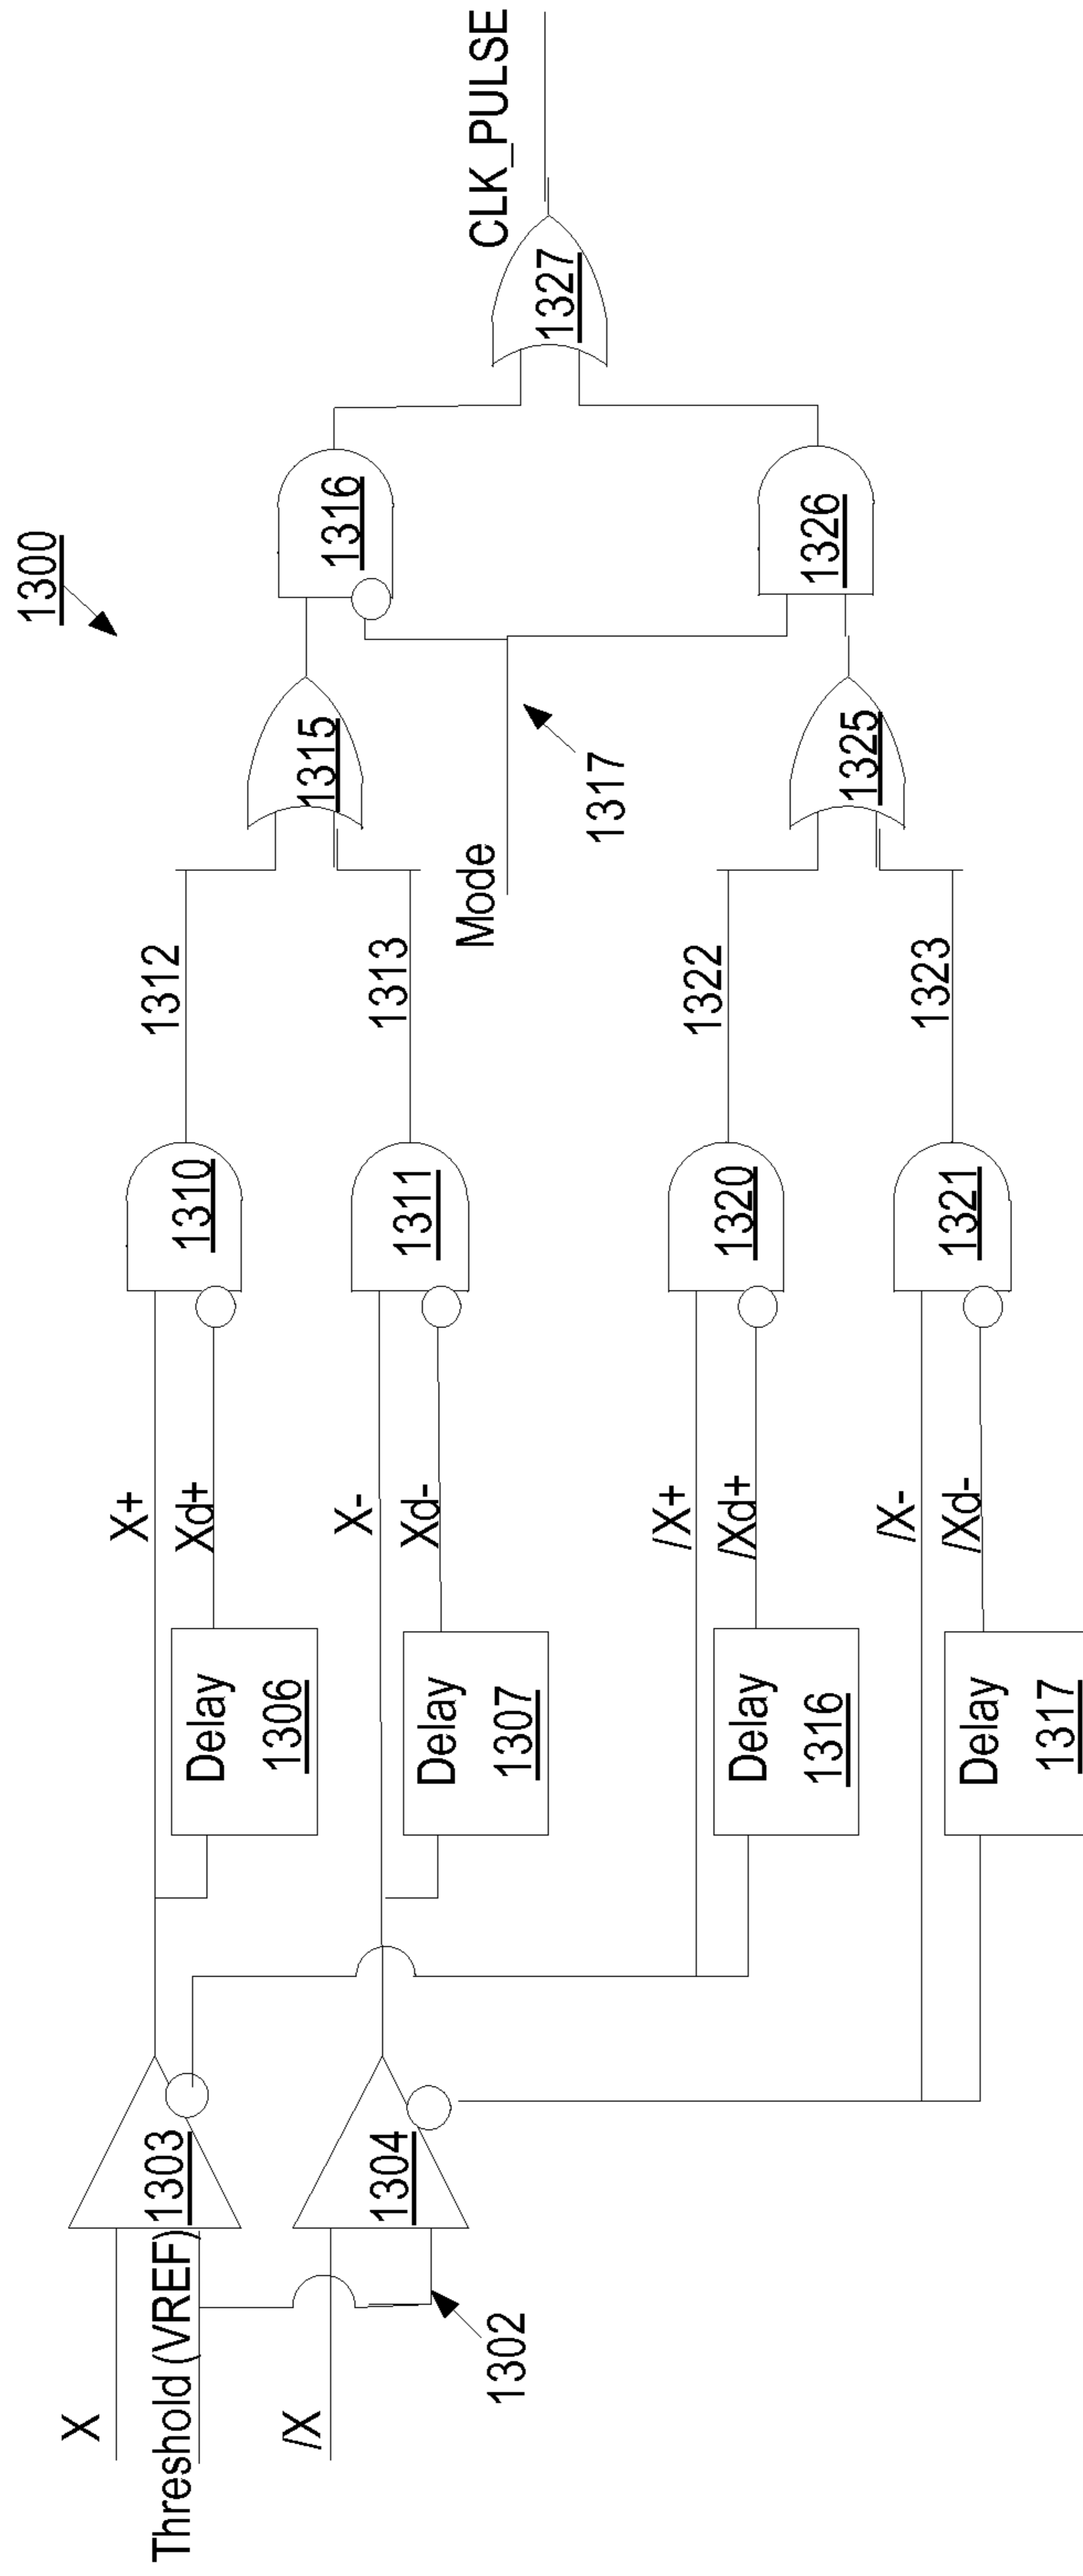 1300
X
Threshold (VREF)
/X
1302
1303
1304
Delay
1306
Delay
1307
Delay
1316
Delay
1317
X+
Xd+
X-
Xd-
/X+
/Xd+
/X-
/Xd-
1310
1311
1320
1321
1312
1313
1322
1323
Mode
1317
1315
1325
1316
1326
1327
CLK_PULSE